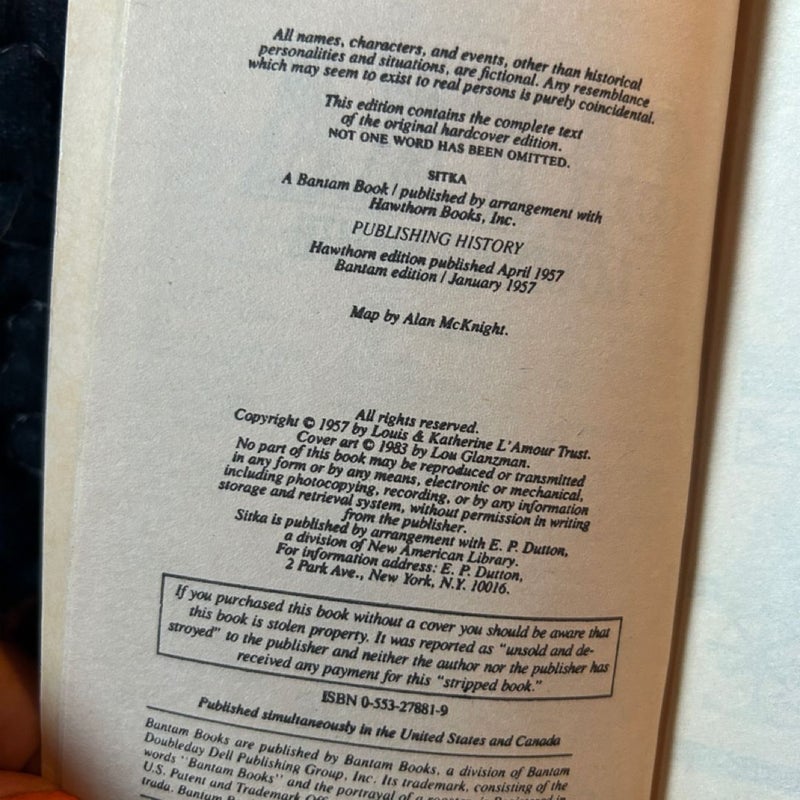 All names, characters, and events, other than historical
personalities and situations, are fictional. Any resemblance
which may seem to exist to real persons is purely coincidental.
This edition contains the complete text
of the original hardcover edition.
NOT ONE WORD HAS BEEN OMITTED.
SITKA
A Bantam Book / published by arrangement with
Hawthorn Books, Inc.
PUBLISHING HISTORY
Hawthorn edition published April 1957
Bantam edition / January 1957
Map by Alan McKnight.
All rights reserved.
Copyright © 1957 by Louis & Katherine L'Amour Trust.
Cover art © 1983 by Lou Glanzman.
No part of this book may be reproduced or transmitted
in any form or by any means, electronic or mechanical,
including photocopying, recording, or by any information
storage and retrieval system, without permission in writing
from the publisher.
Sitka is published by arrangement with E. P. Dutton,
a division of New American Library.
For information address: E. P. Dutton,
2 Park Ave., New York, N.Y. 10016.
If you purchased this book without a cover you should be aware that
this book is stolen property. It was reported as "unsold and de-
stroyed" to the publisher and neither the author nor the publisher has
received any payment for this "stripped book."
ISBN 0-553-27881-9
Published simultaneously in the United States and Canada
Bantam Books are published by Bantam Books, a division of Bantam
Doubleday Dell Publishing Group, Inc. Its trademark, consisting of the
words "Bantam Books" and the portrayal of a rooster, is Registered in
U.S. Patent and Trademark
trada. Bantam